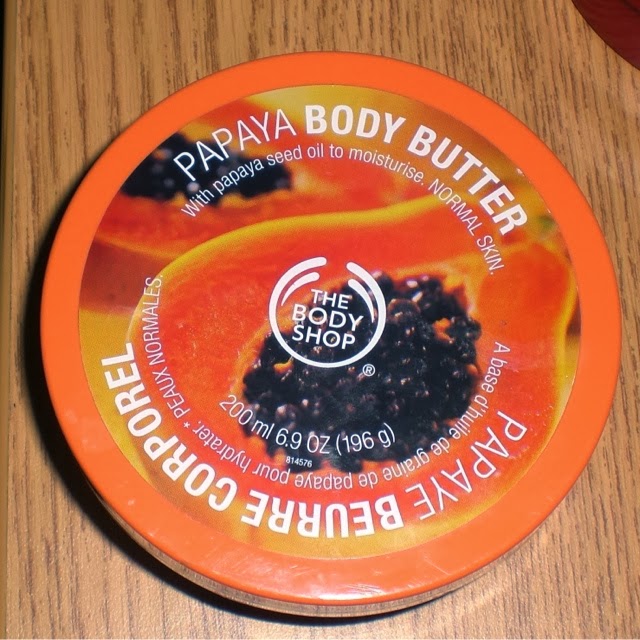 PAPAYA BODY BUTTER
With papaya seed oil to moisturise. NORMAL SKIN.
THE
BODY
SHOP
®
200 ml 6.9 OZ (196 g)
814576
PAPAYE BEURRE CORPOREL
A base d'huile de graine de papaye pour hydrater.* PEAUX NORMALES.